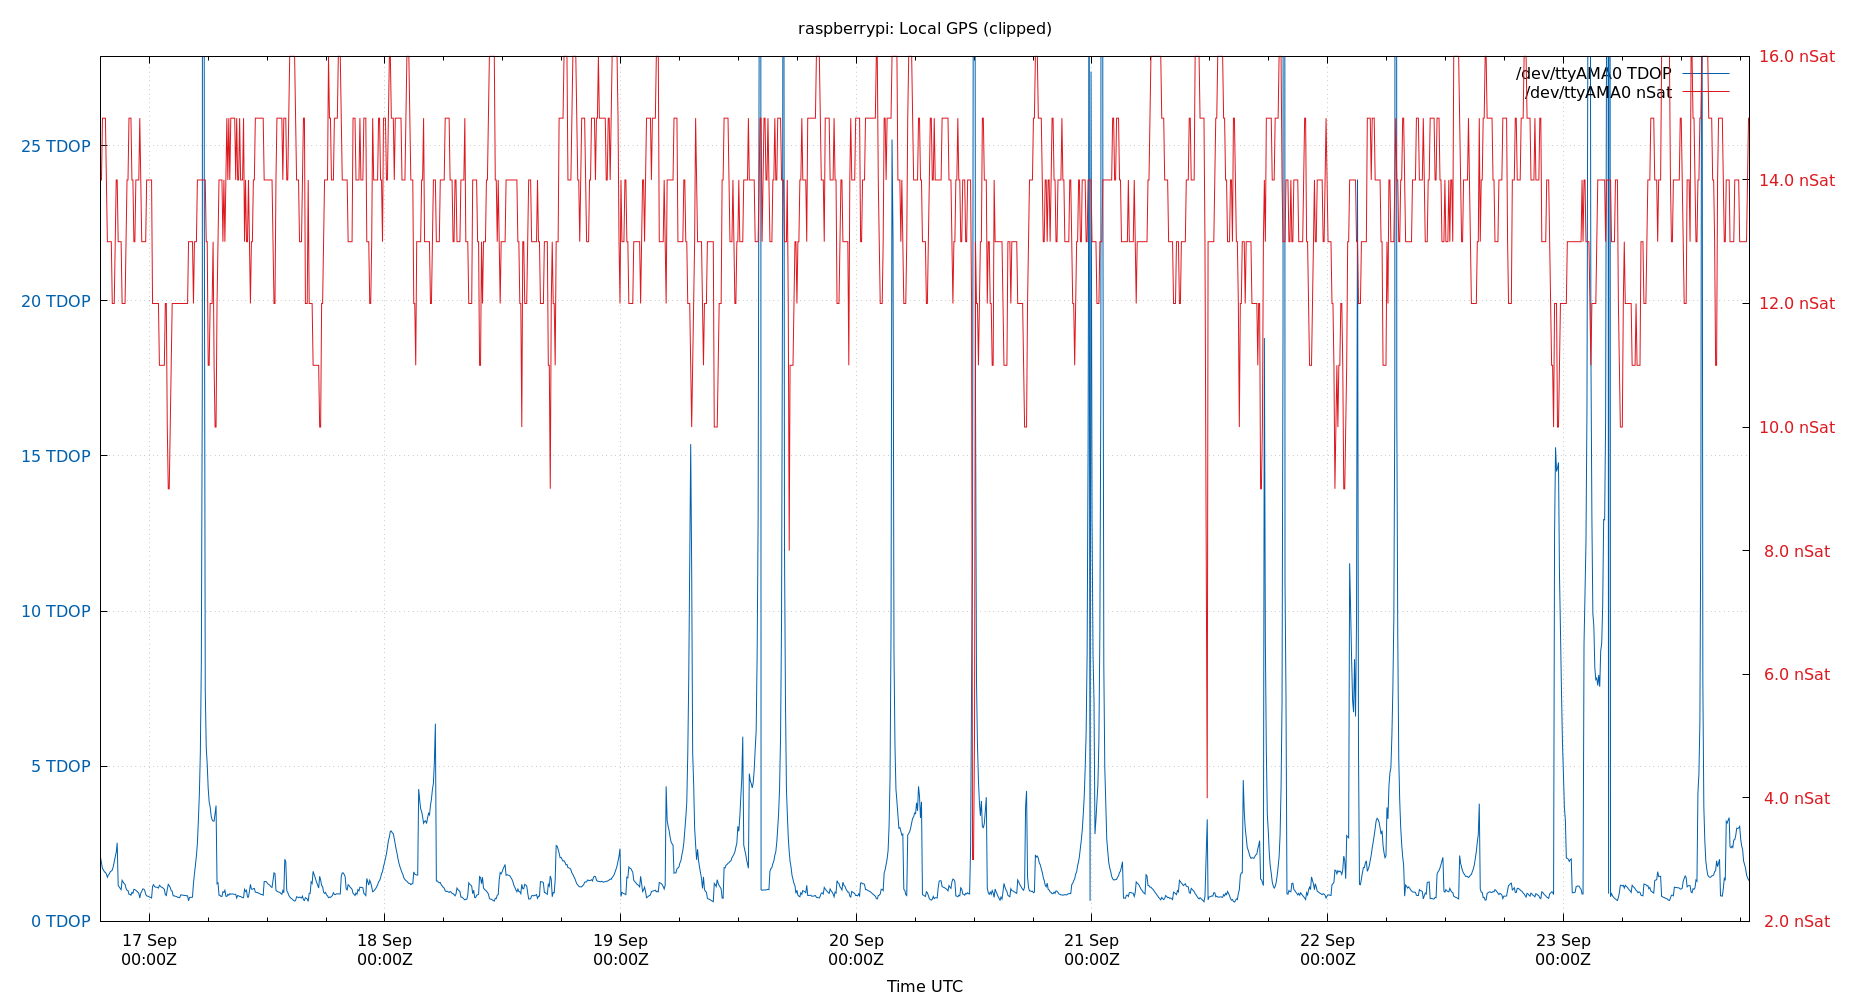 raspberrypi: Local GPS (clipped)
/dev/ttyAMA0 TDOP
/dev/ttyAMA0 nSat
25 TDOP
20 TDOP
15 TDOP
10 TDOP
5 TDOP
0 TDOP
16.0 nSat
14.0 nSat
12.0 nSat
10.0 nSat
8.0 nSat
6.0 nSat
4.0 nSat
2.0 nSat
17 Sep
00:00Z
18 Sep
00:00Z
19 Sep
00:00Z
20 Sep
00:00Z
21 Sep
00:00Z
22 Sep
00:00Z
23 Sep
00:00Z
Time UTC